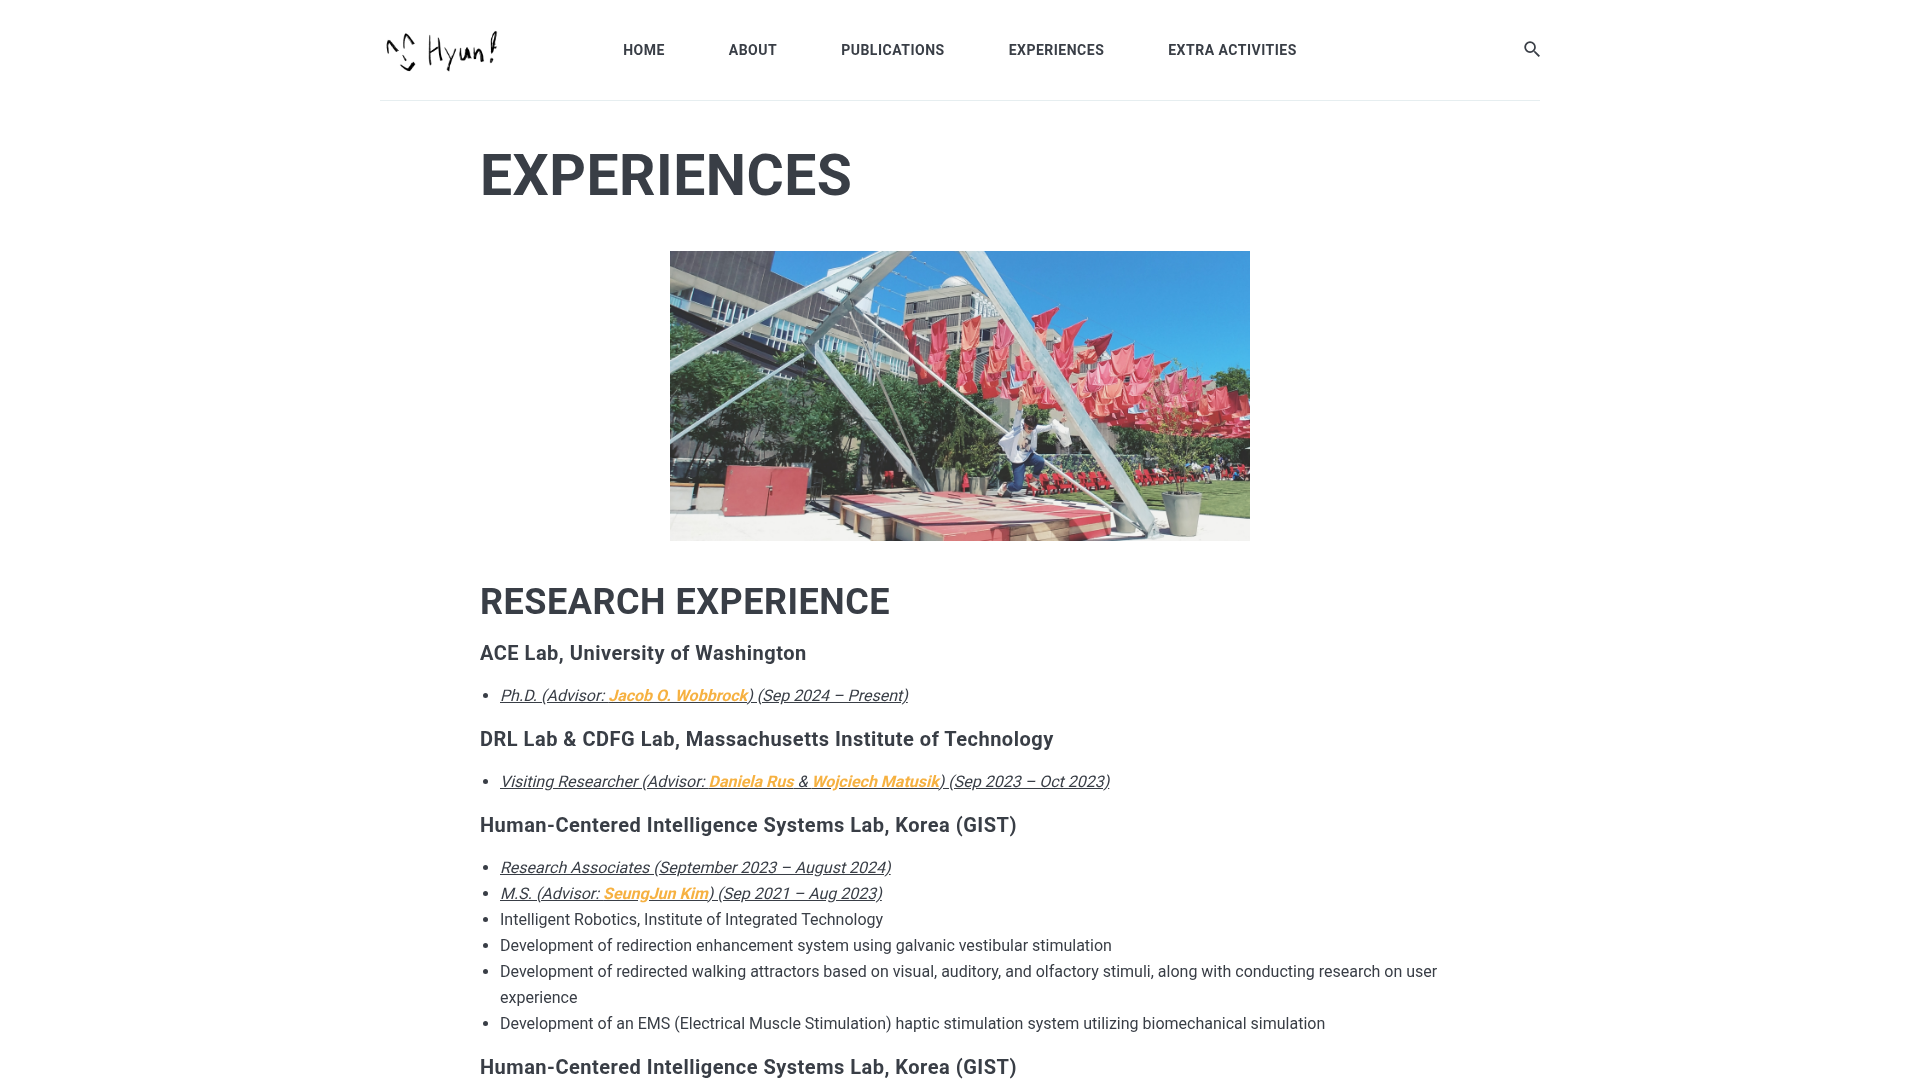 Hyun!
HOME
ABOUT
PUBLICATIONS
EXPERIENCES
EXTRA ACTIVITIES
EXPERIENCES
RESEARCH EXPERIENCE
ACE Lab, University of Washington
• Ph.D. (Advisor: Jacob O. Wobbrock) (Sep 2024 – Present)
DRL Lab & CDFG Lab, Massachusetts Institute of Technology
• Visiting Researcher (Advisor: Daniela Rus & Wojciech Matusik) (Sep 2023 – Oct 2023)
Human-Centered Intelligence Systems Lab, Korea (GIST)
• Research Associates (September 2023 – August 2024)
• M.S. (Advisor: SeungJun Kim) (Sep 2021 – Aug 2023)
• Intelligent Robotics, Institute of Integrated Technology
• Development of redirection enhancement system using galvanic vestibular stimulation
• Development of redirected walking attractors based on visual, auditory, and olfactory stimuli, along with conducting research on user
experience
• Development of an EMS (Electrical Muscle Stimulation) haptic stimulation system utilizing biomechanical simulation
Human-Centered Intelligence Systems Lab, Korea (GIST)